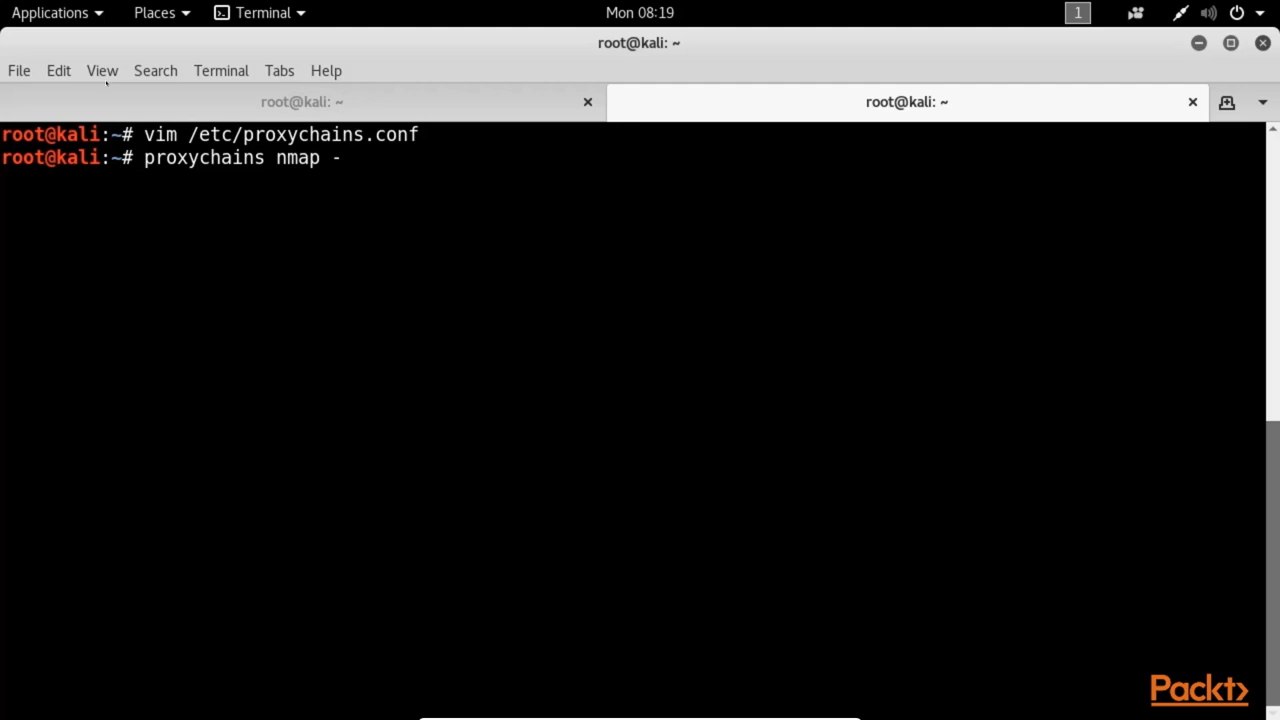 Applications Places Terminal Mon 08:19 1
root@kali: ~
File Edit View Search Terminal Tabs Help
root@kali: ~ root@kali: ~
root@kali:~# vim /etc/proxychains.conf
root@kali:~# proxychains nmap -
Packt>